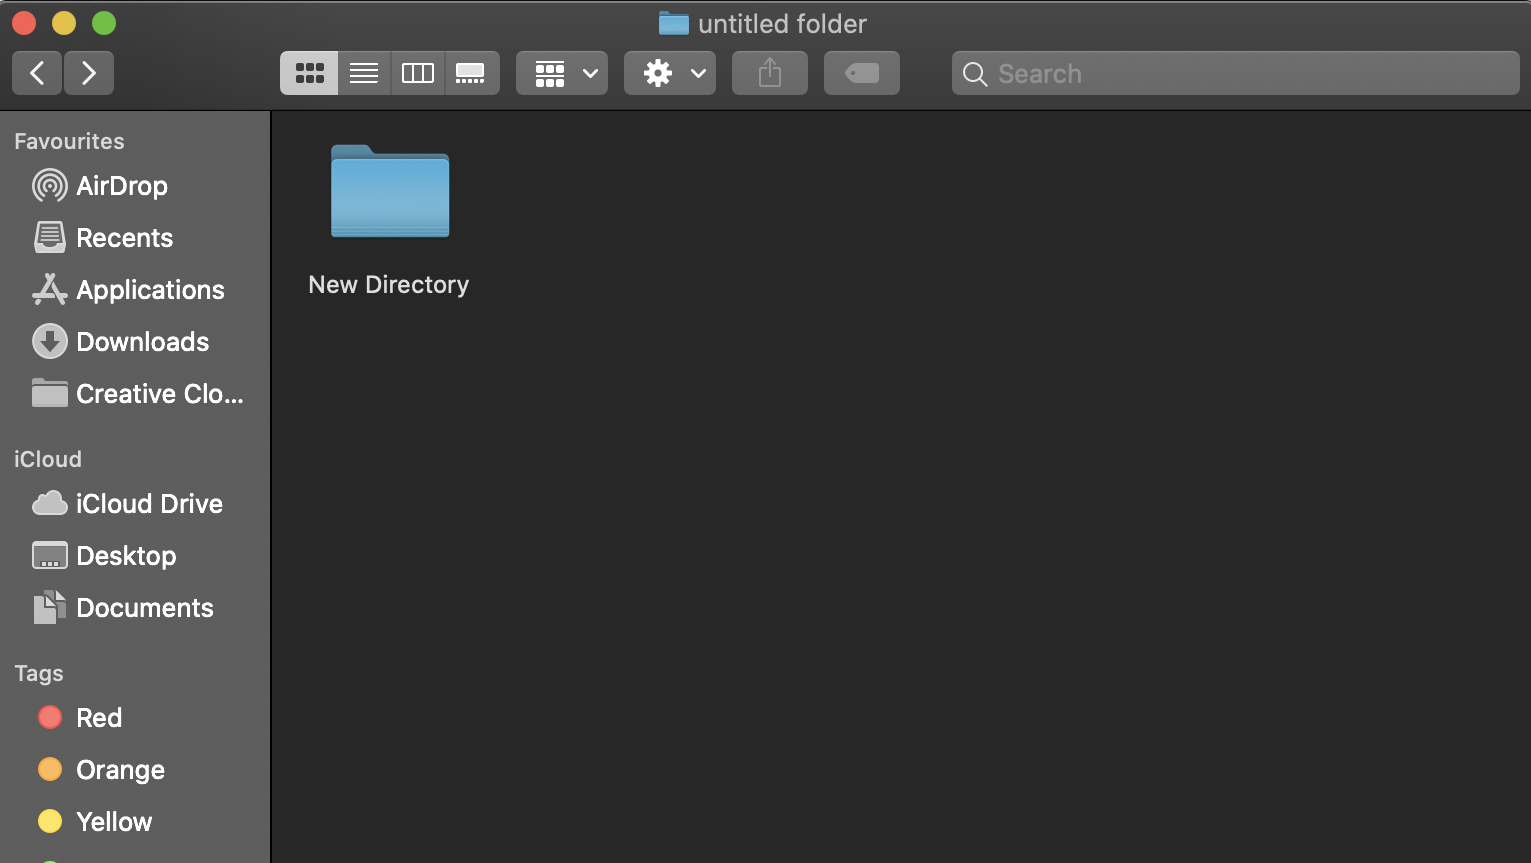 untitled folder
Search
Favourites
AirDrop
Recents
Applications
Downloads
Creative Clo...
iCloud
iCloud Drive
Desktop
Documents
Tags
Red
Orange
Yellow
New Directory